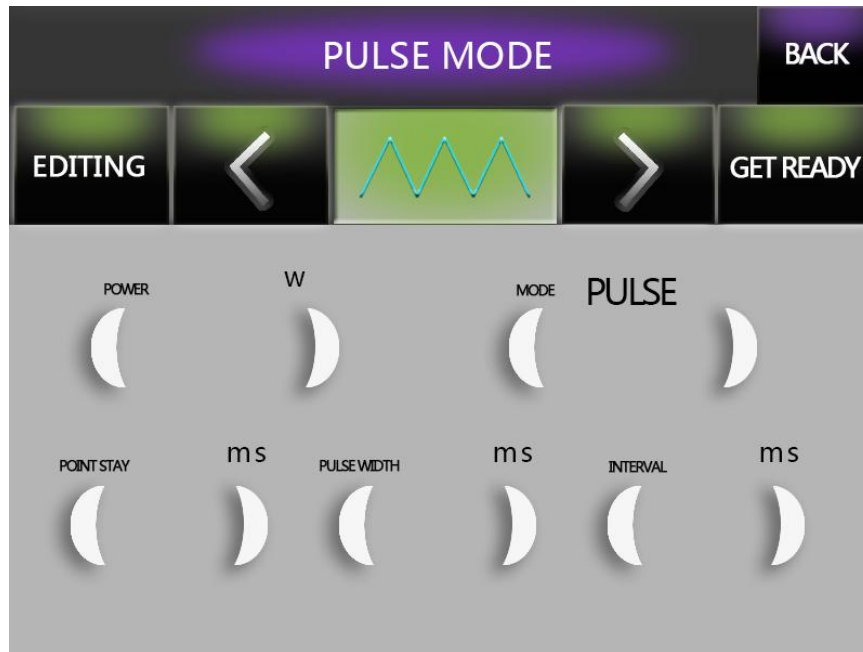 PULSE MODE
BACK
EDITING
GET READY
POWER
W
MODE
PULSE
POINT STAY
ms
PULSE WIDTH
ms
INTERVAL
ms